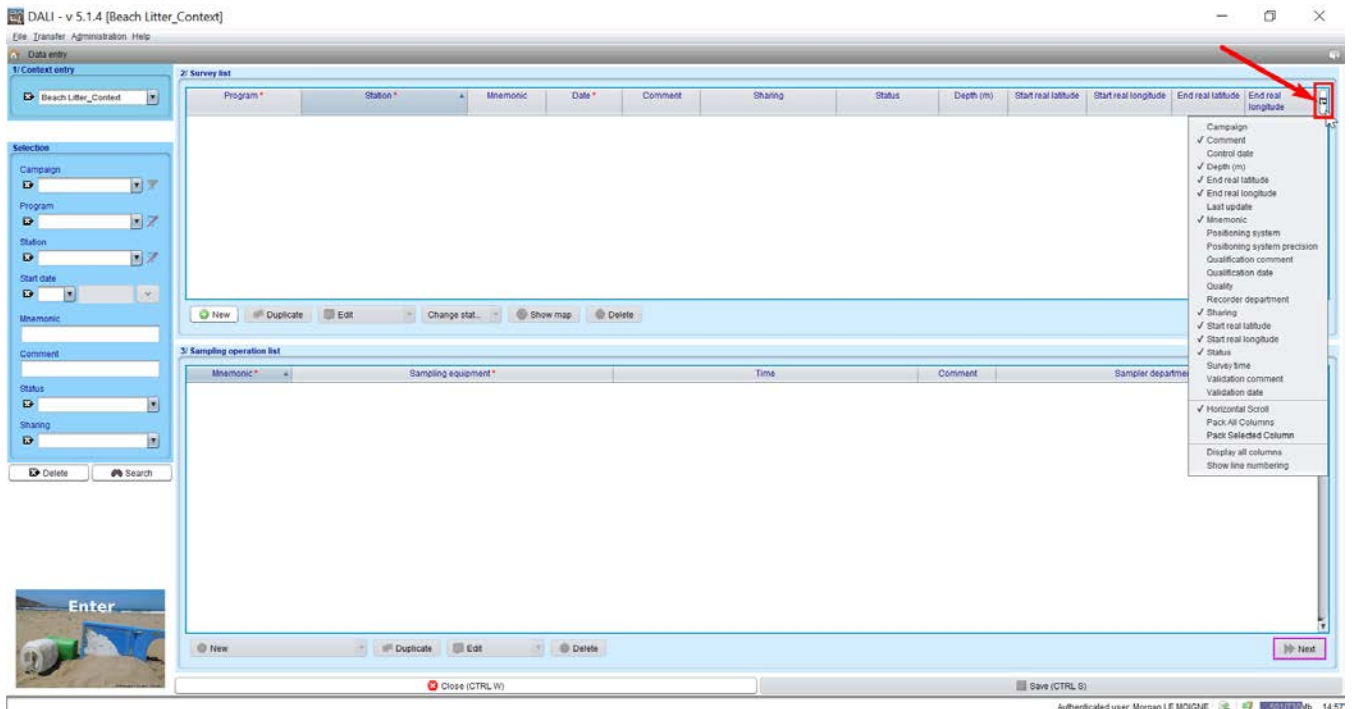 DALI - v 5.1.4 [Beach Litter_Context]
File Transfer Administration Help
Data entry
1/ Context entry
Beach Litter_Context
Selection
Campaign
Program
Station
Start date
Mnemonic
Comment
Status
Sharing
Delete Search
Enter
2/ Survey list
Program * Station * Mnemonic Date * Comment Sharing Status Depth (m) Start real latitude Start real longitude End real latitude End real longitude
Campaign
✓ Comment
Control date
✓ Depth (m)
✓ End real latitude
✓ End real longitude
Last update
✓ Mnemonic
Positioning system
Positioning system precision
Qualification comment
Qualification date
Quality
Recorder department
✓ Sharing
✓ Start real latitude
✓ Start real longitude
✓ Status
Survey time
Validation comment
Validation date
✓ Horizontal Scroll
Pack All Columns
Pack Selected Column
Display all columns
Show line numbering
New Duplicate Edit Change stat... Show map Delete
3/ Sampling operation list
Mnemonic * Sampling equipment * Time Comment Sampler
New Duplicate Edit Delete Next
Close (CTRL W) Save (CTRL S)
Authenticated user: Morgan LE MOIGNE 14:57